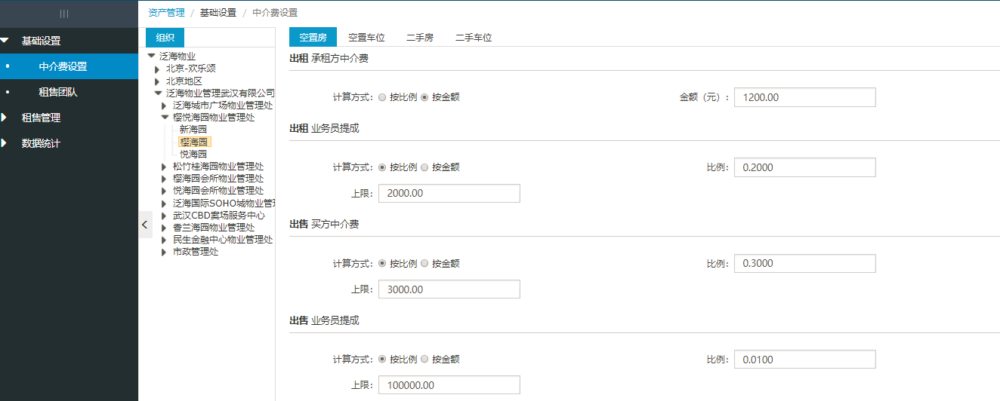 资产管理 / 基础设置 / 中介费设置
基础设置
中介费设置
租售团队
租售管理
数据统计
组织
泛海物业
北京-欢乐颂
北京地区
泛海物业管理武汉有限公司
泛海城市广场物业管理处
樱悦海园物业管理处
新海园
樱海园
悦海园
松竹桂海园物业管理处
樱海园会所物业管理处
悦海园会所物业管理处
泛海国际SOHO城物业管
武汉CBD案场服务中心
香兰海园物业管理处
民生金融中心物业管理处
市政管理处
空置房 空置车位 二手房 二手车位
出租 承租方中介费
计算方式: 按比例 按金额 金额（元）: 1200.00
出租 业务员提成
计算方式: 按比例 按金额 比例: 0.2000
上限: 2000.00
出售 买方中介费
计算方式: 按比例 按金额 比例: 0.3000
上限: 3000.00
出售 业务员提成
计算方式: 按比例 按金额 比例: 0.0100
上限: 100000.00